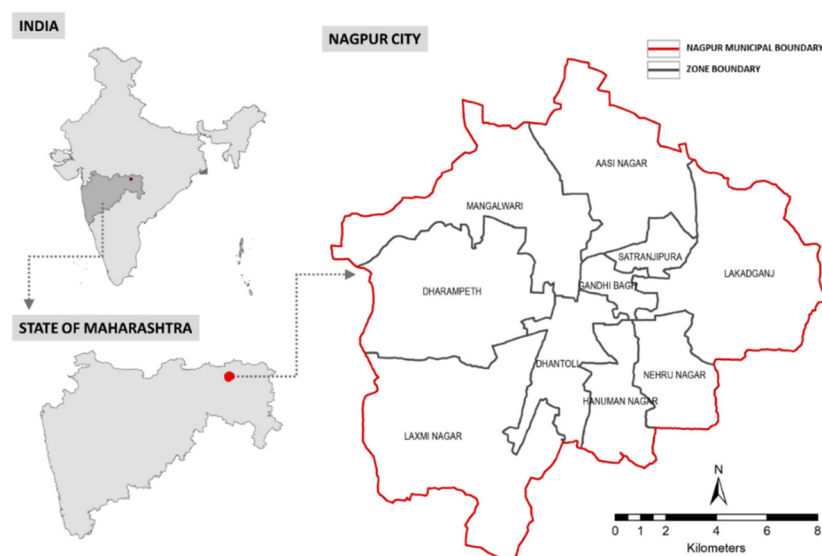 INDIA
NAGPUR CITY
NAGPUR MUNICIPAL BOUNDARY
ZONE BOUNDARY
AASI NAGAR
MANGALWARI
SATRANJIPURA
LAKADGANJ
DHARAMPETH
GANDHI BAGH
STATE OF MAHARASHTRA
DHANTOLI
NEHRU NAGAR
HANUMAN NAGAR
LAXMI NAGAR
N
0 1 2 4 6 8
Kilometers